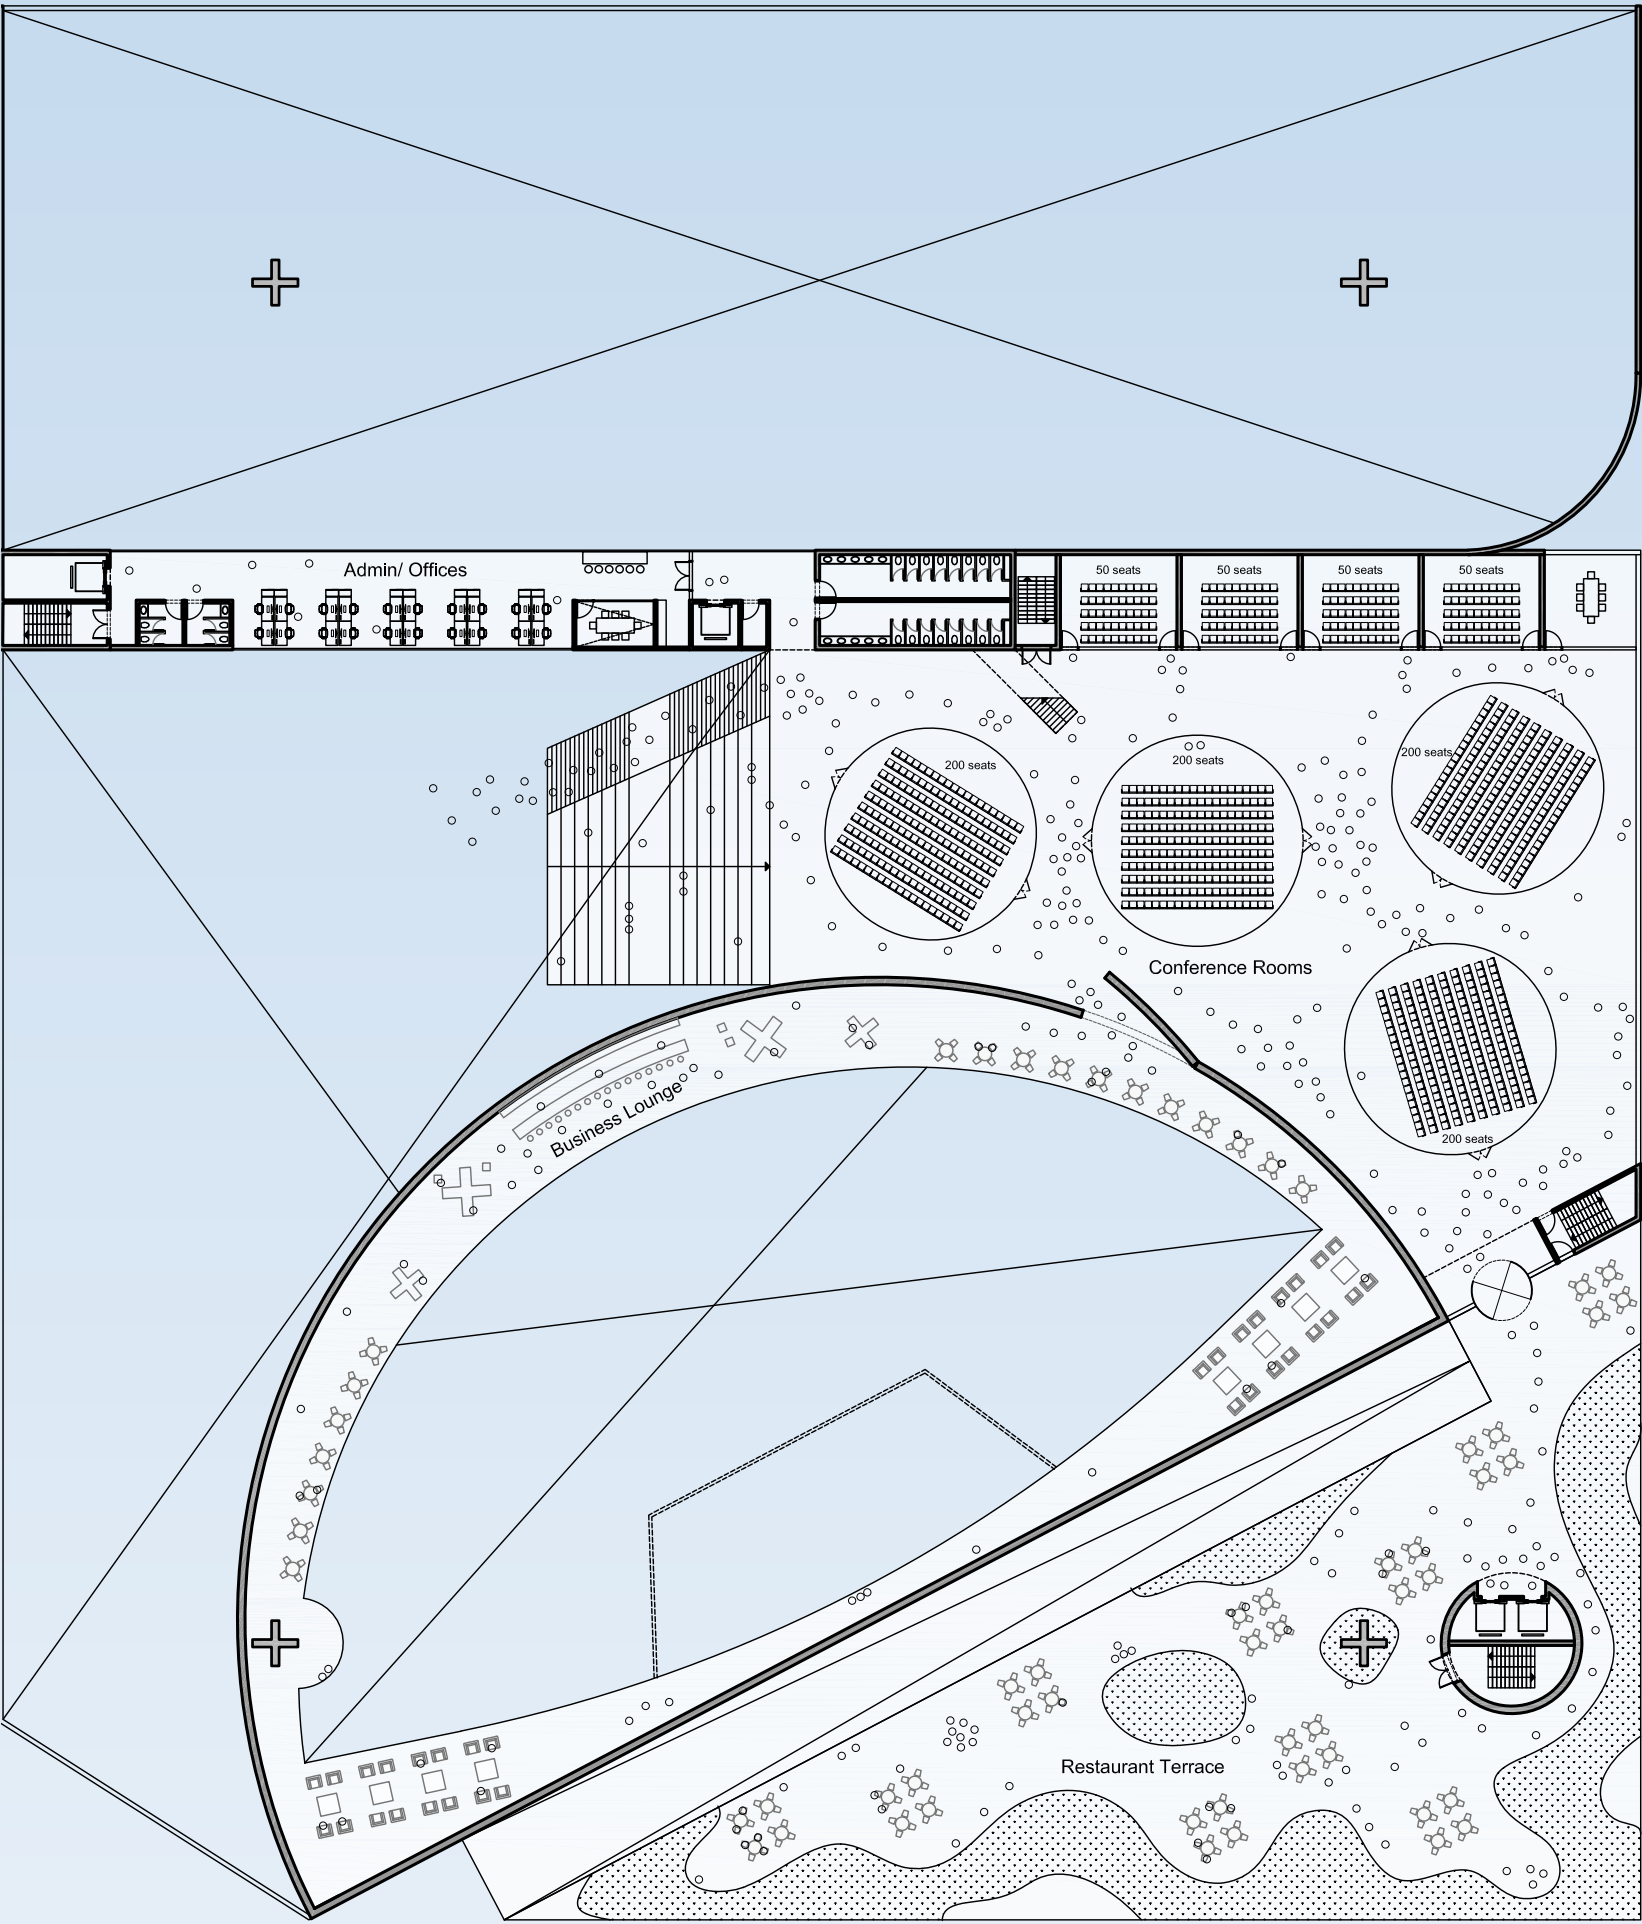 Admin/ Offices
50 seats
50 seats
50 seats
50 seats
200 seats
200 seats
200 seats
Conference Rooms
Business Lounge
200 seats
Restaurant Terrace